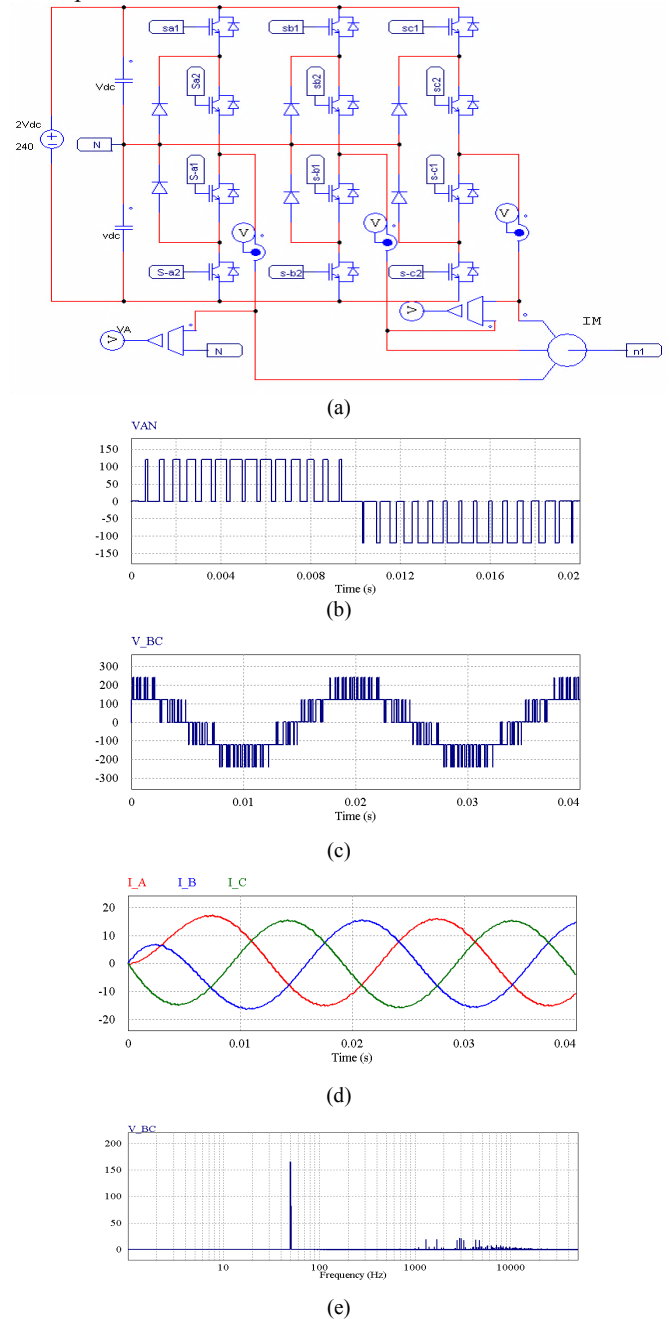 sa1 sb1 sc1
Sa2 sb2 sc2
Vdc
2Vdc
240
N
S-a1 s-b1 s-c1
V V V
vdc
S-a2 s-b2 s-c2
V
VA IM
V N n1
(a)
VAN
150
100
50
0
-50
-100
-150
0 0.004 0.008 0.012 0.016 0.02
Time (s)
(b)
V_BC
300
200
100
0
-100
-200
-300
0 0.01 0.02 0.03 0.04
Time (s)
(c)
I_A I_B I_C
20
10
0
-10
-20
0 0.01 0.02 0.03 0.04
Time (s)
(d)
V_BC
200
150
100
50
0
10 100 1000 10000
Frequency (Hz)
(e)